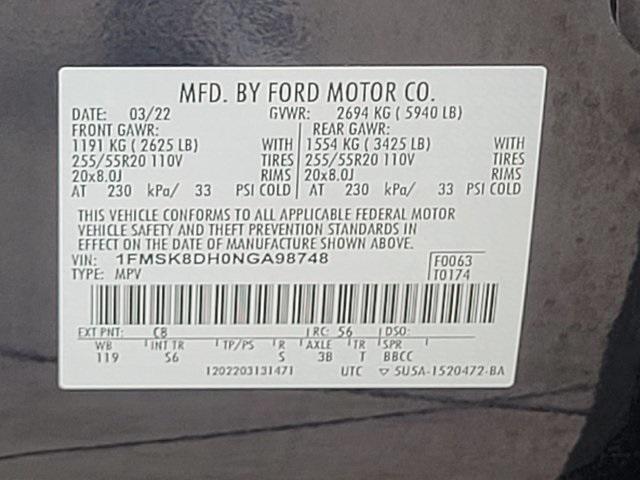 MFD. BY FORD MOTOR CO.
DATE: 03/22 GVWR: 2694 KG ( 5940 LB)
FRONT GAWR: REAR GAWR:
1191 KG ( 2625 LB) WITH 1554 KG ( 3425 LB) WITH
255/55R20 110V TIRES 255/55R20 110V TIRES
20x8.0J RIMS 20x8.0J RIMS
AT 230 kPa/ 33 PSI COLD AT 230 kPa/ 33 PSI COLD
THIS VEHICLE CONFORMS TO ALL APPLICABLE FEDERAL MOTOR
VEHICLE SAFETY AND THEFT PREVENTION STANDARDS IN
EFFECT ON THE DATE OF MANUFACTURE SHOWN ABOVE.
VIN: 1FMSK8DH0NGA98748 F0063
TYPE: MPV T0174
EXT PNT: C8 RC: 56 DSO:
WB INT TR TP/PS R AXLE TR SPR
119 S6 S 3B T BBCC
1202203131471 UTC ▽ 5U5A-1520472-BA